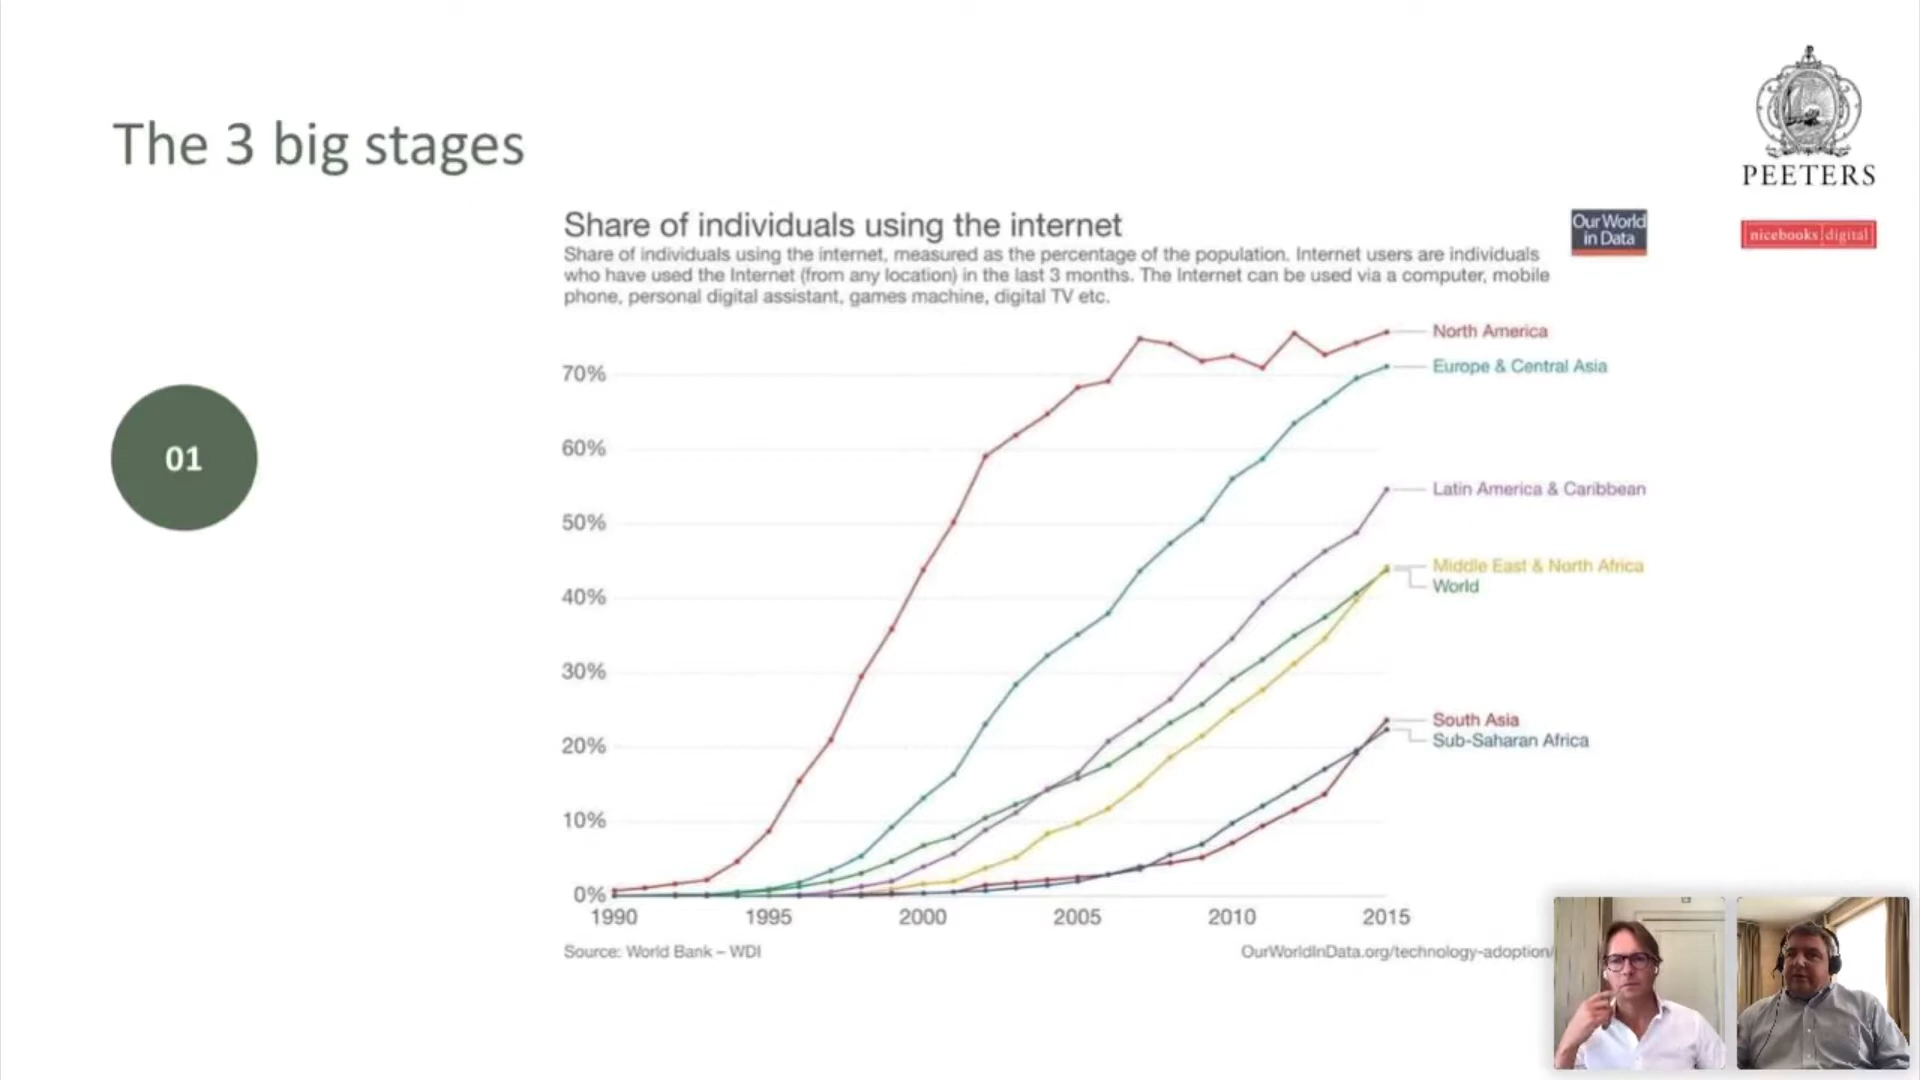 The 3 big stages
PEETERS
nicebooks digital
Share of individuals using the internet
Our World
in Data
Share of individuals using the internet, measured as the percentage of the population. Internet users are individuals
who have used the Internet (from any location) in the last 3 months. The Internet can be used via a computer, mobile
phone, personal digital assistant, games machine, digital TV etc.
01
70%
60%
50%
40%
30%
20%
10%
0%
North America
Europe & Central Asia
Latin America & Caribbean
Middle East & North Africa
World
South Asia
Sub-Saharan Africa
1990 1995 2000 2005 2010 2015
Source: World Bank – WDI
OurWorldInData.org/technology-adoption/